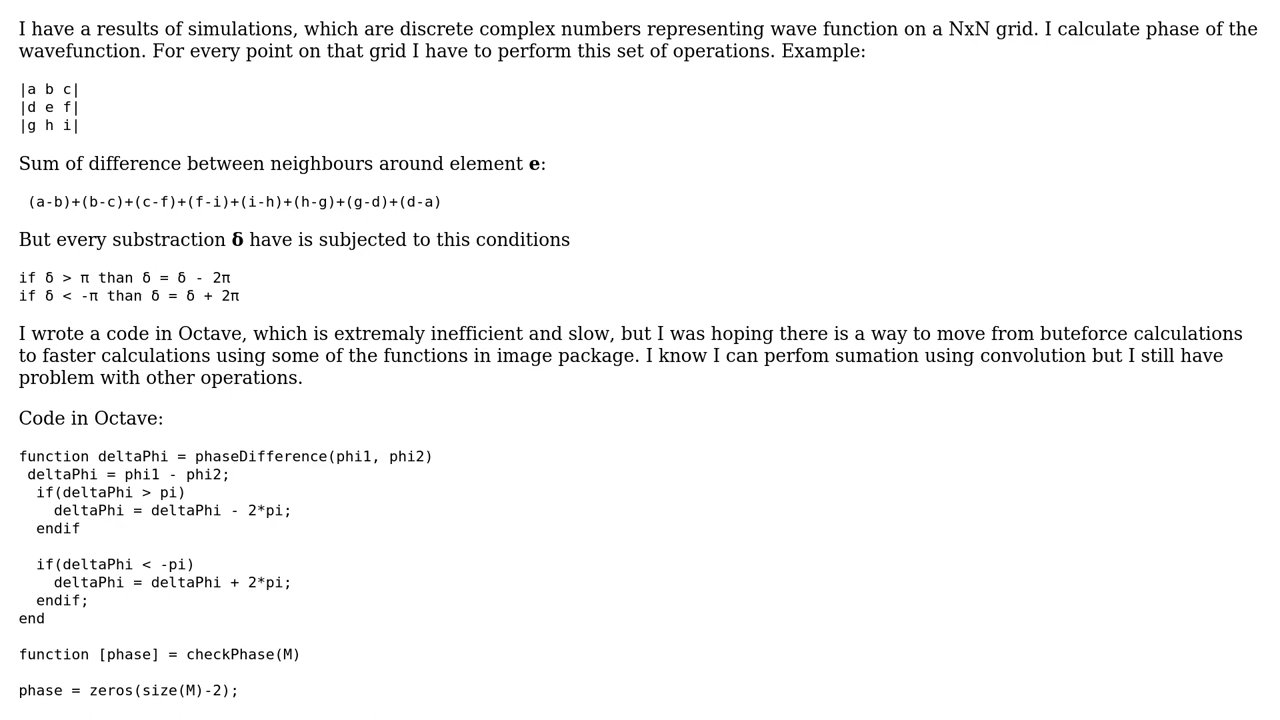 I have a results of simulations, which are discrete complex numbers representing wave function on a NxN grid. I calculate phase of the
wavefunction. For every point on that grid I have to perform this set of operations. Example:
|a b c|
|d e f|
|g h i|
Sum of difference between neighbours around element e:
(a-b)+(b-c)+(c-f)+(f-i)+(i-h)+(h-g)+(g-d)+(d-a)
But every substraction δ have is subjected to this conditions
if δ > π than δ = δ - 2π
if δ < -π than δ = δ + 2π
I wrote a code in Octave, which is extremaly inefficient and slow, but I was hoping there is a way to move from buteforce calculations
to faster calculations using some of the functions in image package. I know I can perfom sumation using convolution but I still have
problem with other operations.
Code in Octave:
function deltaPhi = phaseDifference(phi1, phi2)
 deltaPhi = phi1 - phi2;
  if(deltaPhi > pi)
    deltaPhi = deltaPhi - 2*pi;
  endif
  if(deltaPhi < -pi)
    deltaPhi = deltaPhi + 2*pi;
  endif;
end
function [phase] = checkPhase(M)
phase = zeros(size(M)-2);